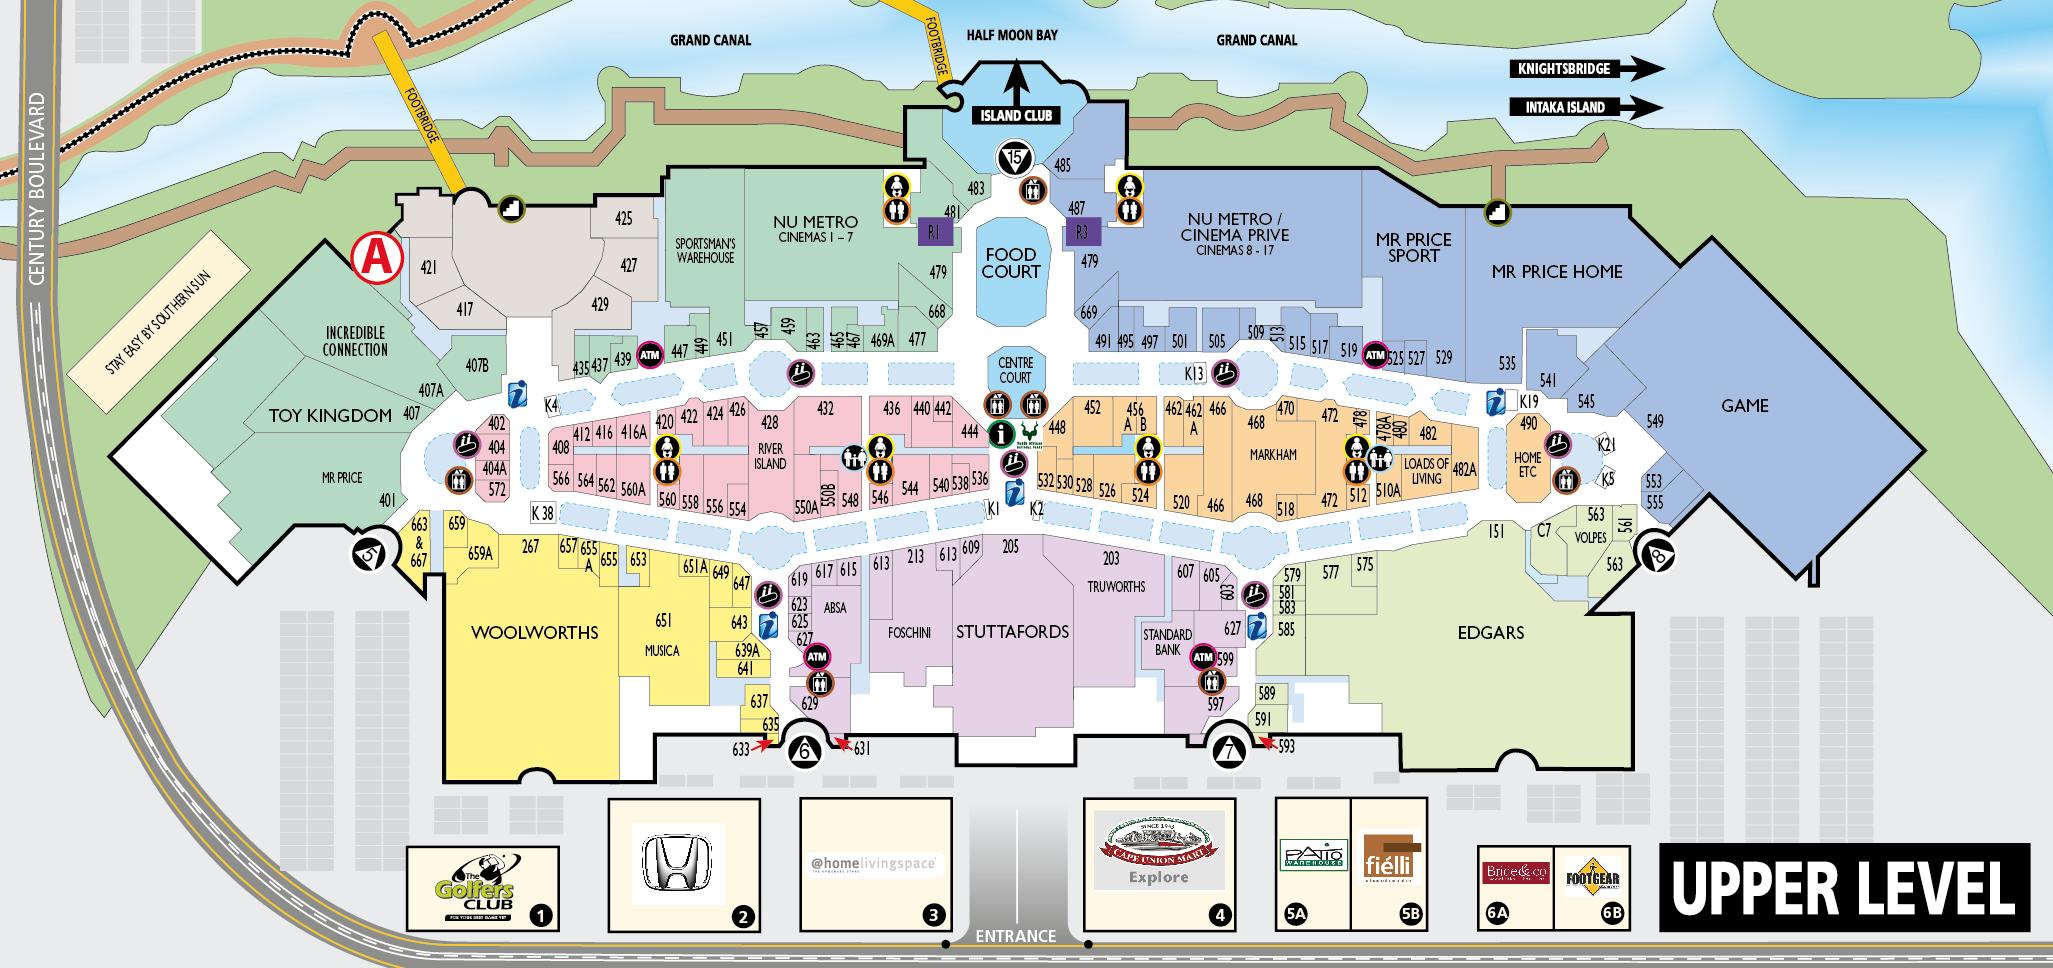 GRAND CANAL
FOOTBRIDGE
HALF MOON BAY
GRAND CANAL
KNIGHTSBRIDGE
INTAKA ISLAND
ISLAND CLUB
CENTURY BOULEVARD
FOOTBRIDGE
STAY EASY BY SOUTHERN SUN
A
15
485
483
481
487
R1
R3
425
421
427
417
429
SPORTSMAN'S
WAREHOUSE
NU METRO
CINEMAS 1 – 7
FOOD
COURT
479
479
NU METRO /
CINEMA PRIVE
CINEMAS 8 - 17
MR PRICE
SPORT
MR PRICE HOME
668
669
INCREDIBLE
CONNECTION
407B
407A
407
TOY KINGDOM
MR PRICE
401
435
437
439
ATM
447
449
451
457
459
463
465
467
469A
477
CENTRE
COURT
491
495
497
501
505
509
513
515
517
519
ATM
525
527
529
535
541
545
549
GAME
K4
K13
K19
K21
K5
402
404
404A
572
408
412
416
416A
420
422
424
426
428
RIVER
ISLAND
432
436
440
442
444
448
452
456
A
B
462
462
A
466
468
470
472
478
478A
480
482
MARKHAM
LOADS OF
LIVING
482A
490
HOME
ETC
566
564
562
560A
560
558
556
554
550A
550B
548
546
544
540
538
536
532
530
528
526
524
520
466
468
518
472
512
510A
553
555
K 38
K1
K2
663
&
667
659
659A
267
657
655
A
655
653
651A
649
647
651
MUSICA
643
639A
641
637
635
633
WOOLWORTHS
619
617
615
613
213
613
609
205
203
623
625
627
ABSA
ATM
629
631
FOSCHINI
STUTTAFORDS
TRUWORTHS
607
605
603
627
STANDARD
BANK
ATM
599
597
579
581
583
585
577
575
589
591
593
EDGARS
151
C7
563
561
VOLPES
563
5
6
7
8
The
Golfers
CLUB
FOR YOUR BEST GAME YET
1
2
@homelivingspace
3
ENTRANCE
SINCE 1933
CAPE UNION MART
Explore
4
PATIO
WAREHOUSE
5A
fiélli
5B
Brice&co
6A
FOOTGEAR
6B
UPPER LEVEL